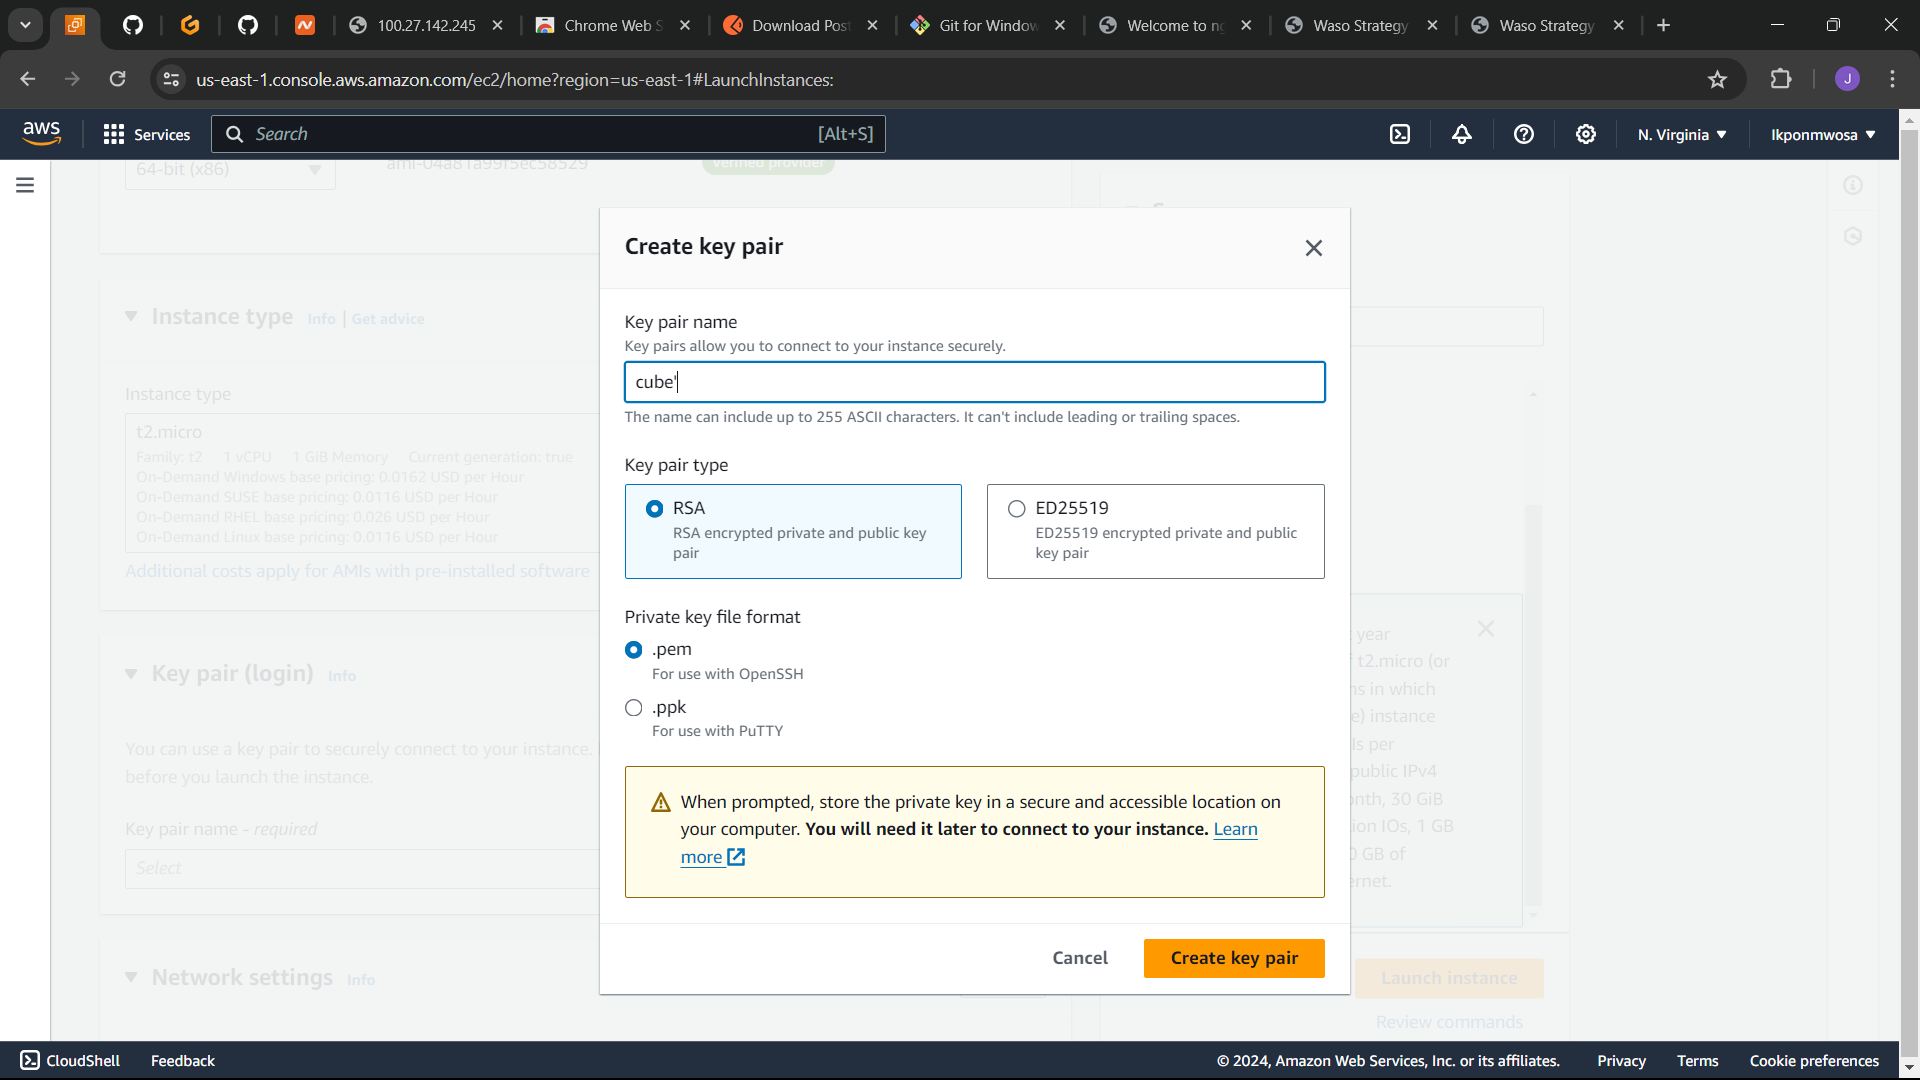 100.27.142.245
Chrome Web S
Download Pos
Git for Window
Welcome to ng
Waso Strategy
Waso Strategy
us-east-1.console.aws.amazon.com/ec2/home?region=us-east-1#LaunchInstances:
J
aws
Services
Search
[Alt+S]
N. Virginia
Ikponmwosa
64-bit (x86)
ami-04a81a99f5ec58529
Verified provider
Instance type
Info | Get advice
Instance type
t2.micro
Family: t2 1 vCPU 1 GiB Memory Current generation: true
On-Demand Windows base pricing: 0.0162 USD per Hour
On-Demand SUSE base pricing: 0.0116 USD per Hour
On-Demand RHEL base pricing: 0.026 USD per Hour
On-Demand Linux base pricing: 0.0116 USD per Hour
Additional costs apply for AMIs with pre-installed software
Key pair (login) Info
You can use a key pair to securely connect to your instance.
before you launch the instance.
Key pair name - required
Select
Network settings Info
Create key pair
Key pair name
Key pairs allow you to connect to your instance securely.
cube'
The name can include up to 255 ASCII characters. It can't include leading or trailing spaces.
Key pair type
RSA
RSA encrypted private and public key
pair
ED25519
ED25519 encrypted private and public
key pair
Private key file format
.pem
For use with OpenSSH
.ppk
For use with PuTTY
When prompted, store the private key in a secure and accessible location on
your computer. You will need it later to connect to your instance. Learn
more
Cancel
Create key pair
year
t2.micro (or
ns in which
e) instance
ls per
public IPv4
onth, 30 GiB
ion IOs, 1 GB
0 GB of
ernet.
Launch instance
Review commands
CloudShell
Feedback
© 2024, Amazon Web Services, Inc. or its affiliates.
Privacy
Terms
Cookie preferences